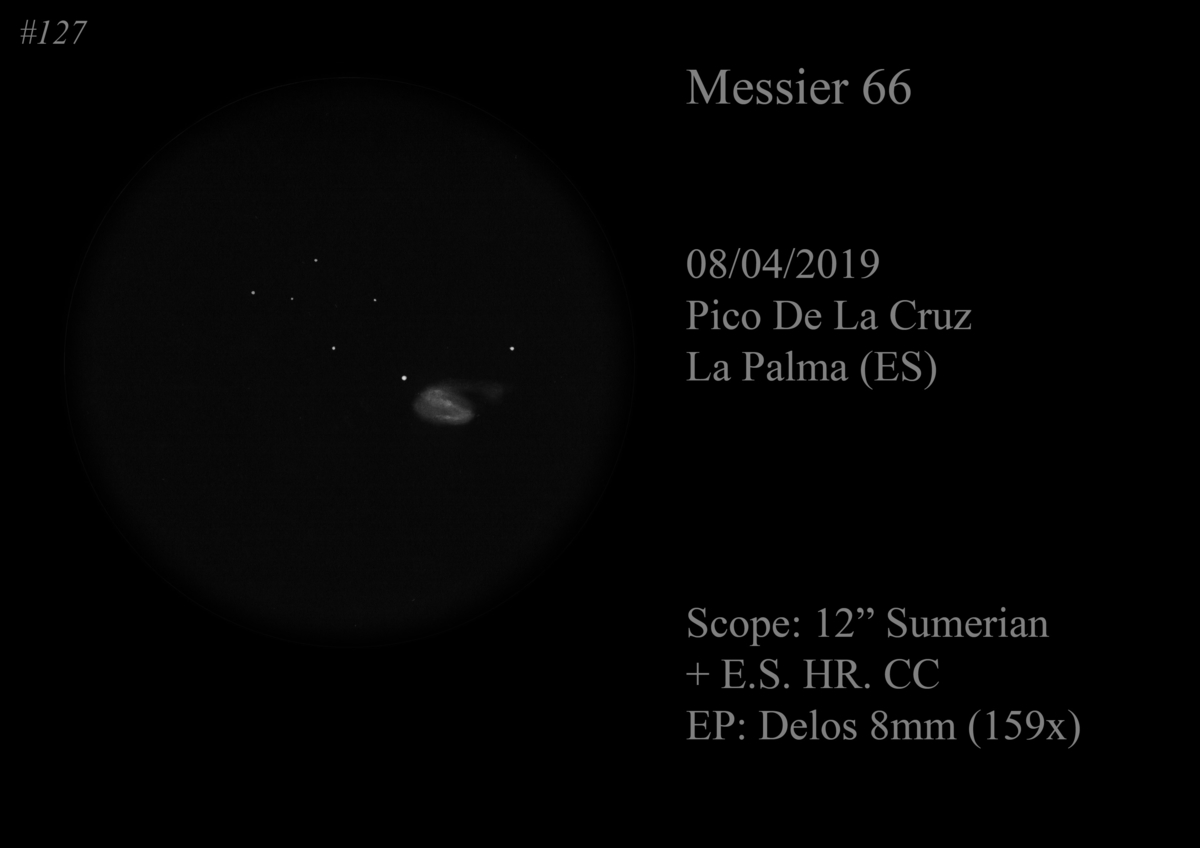 #127
Messier 66
08/04/2019
Pico De La Cruz
La Palma (ES)
Scope: 12” Sumerian
+ E.S. HR. CC
EP: Delos 8mm (159x)